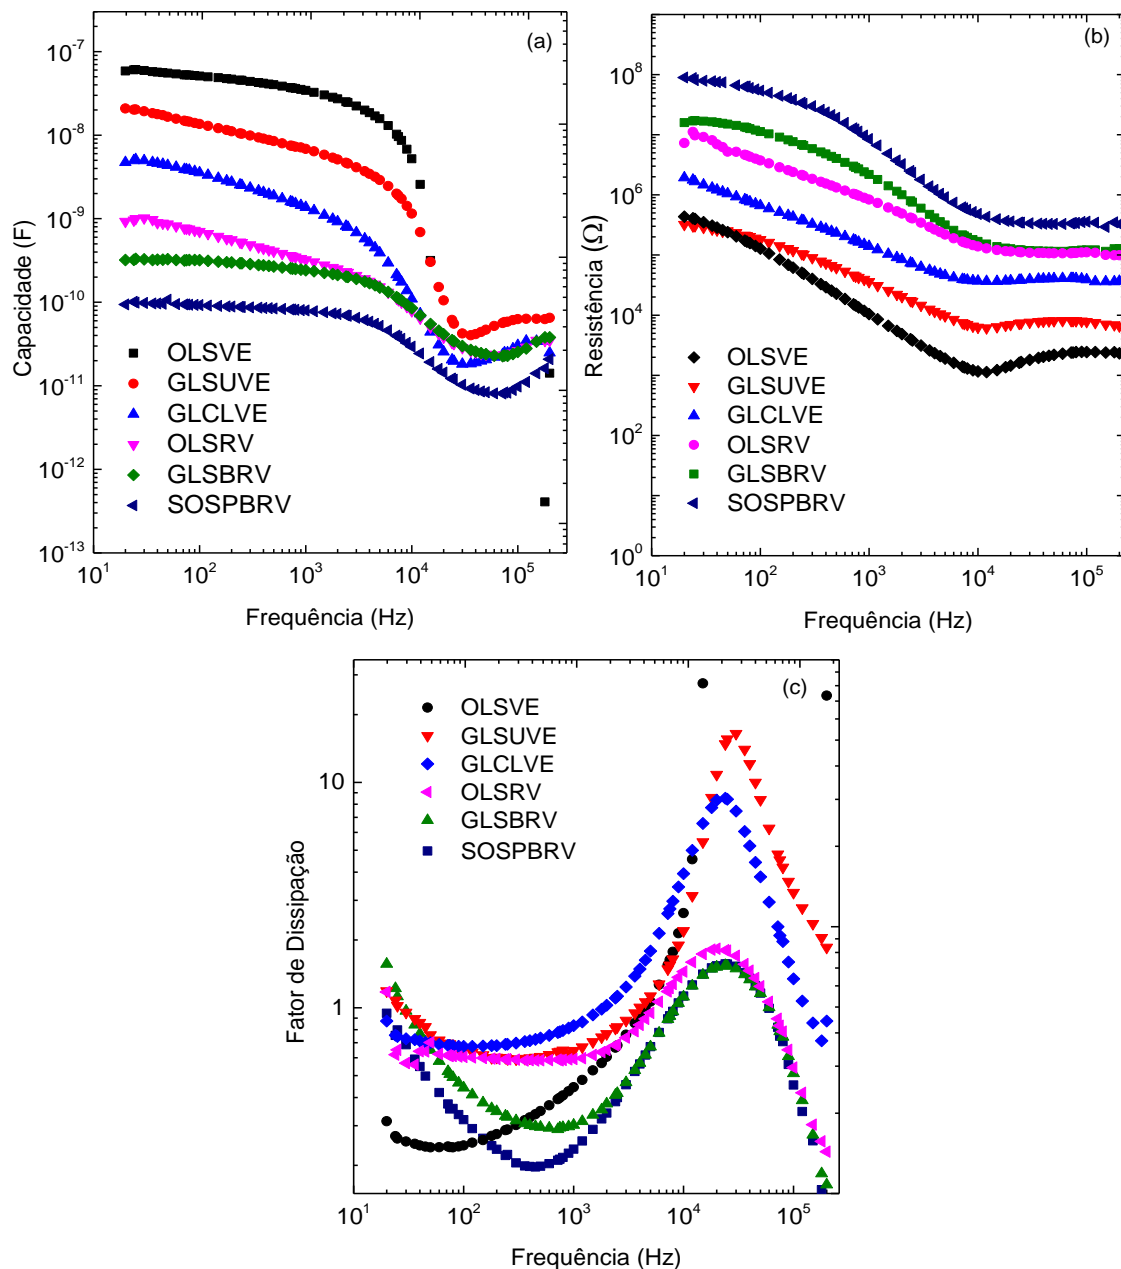 (a)
10-7
10-8
10-9
10-10
10-11
10-12
10-13
Capacidade (F)
OLSVE
GLSUVE
GLCLVE
OLSRV
GLSBRV
SOSPBRV
101
102
103
104
105
Frequência (Hz)
(b)
108
106
104
102
100
Resistência (Ω)
OLSVE
GLSUVE
GLCLVE
OLSRV
GLSBRV
SOSPBRV
101
102
103
104
105
Frequência (Hz)
(c)
10
1
Fator de Dissipação
OLSVE
GLSUVE
GLCLVE
OLSRV
GLSBRV
SOSPBRV
101
102
103
104
105
Frequência (Hz)